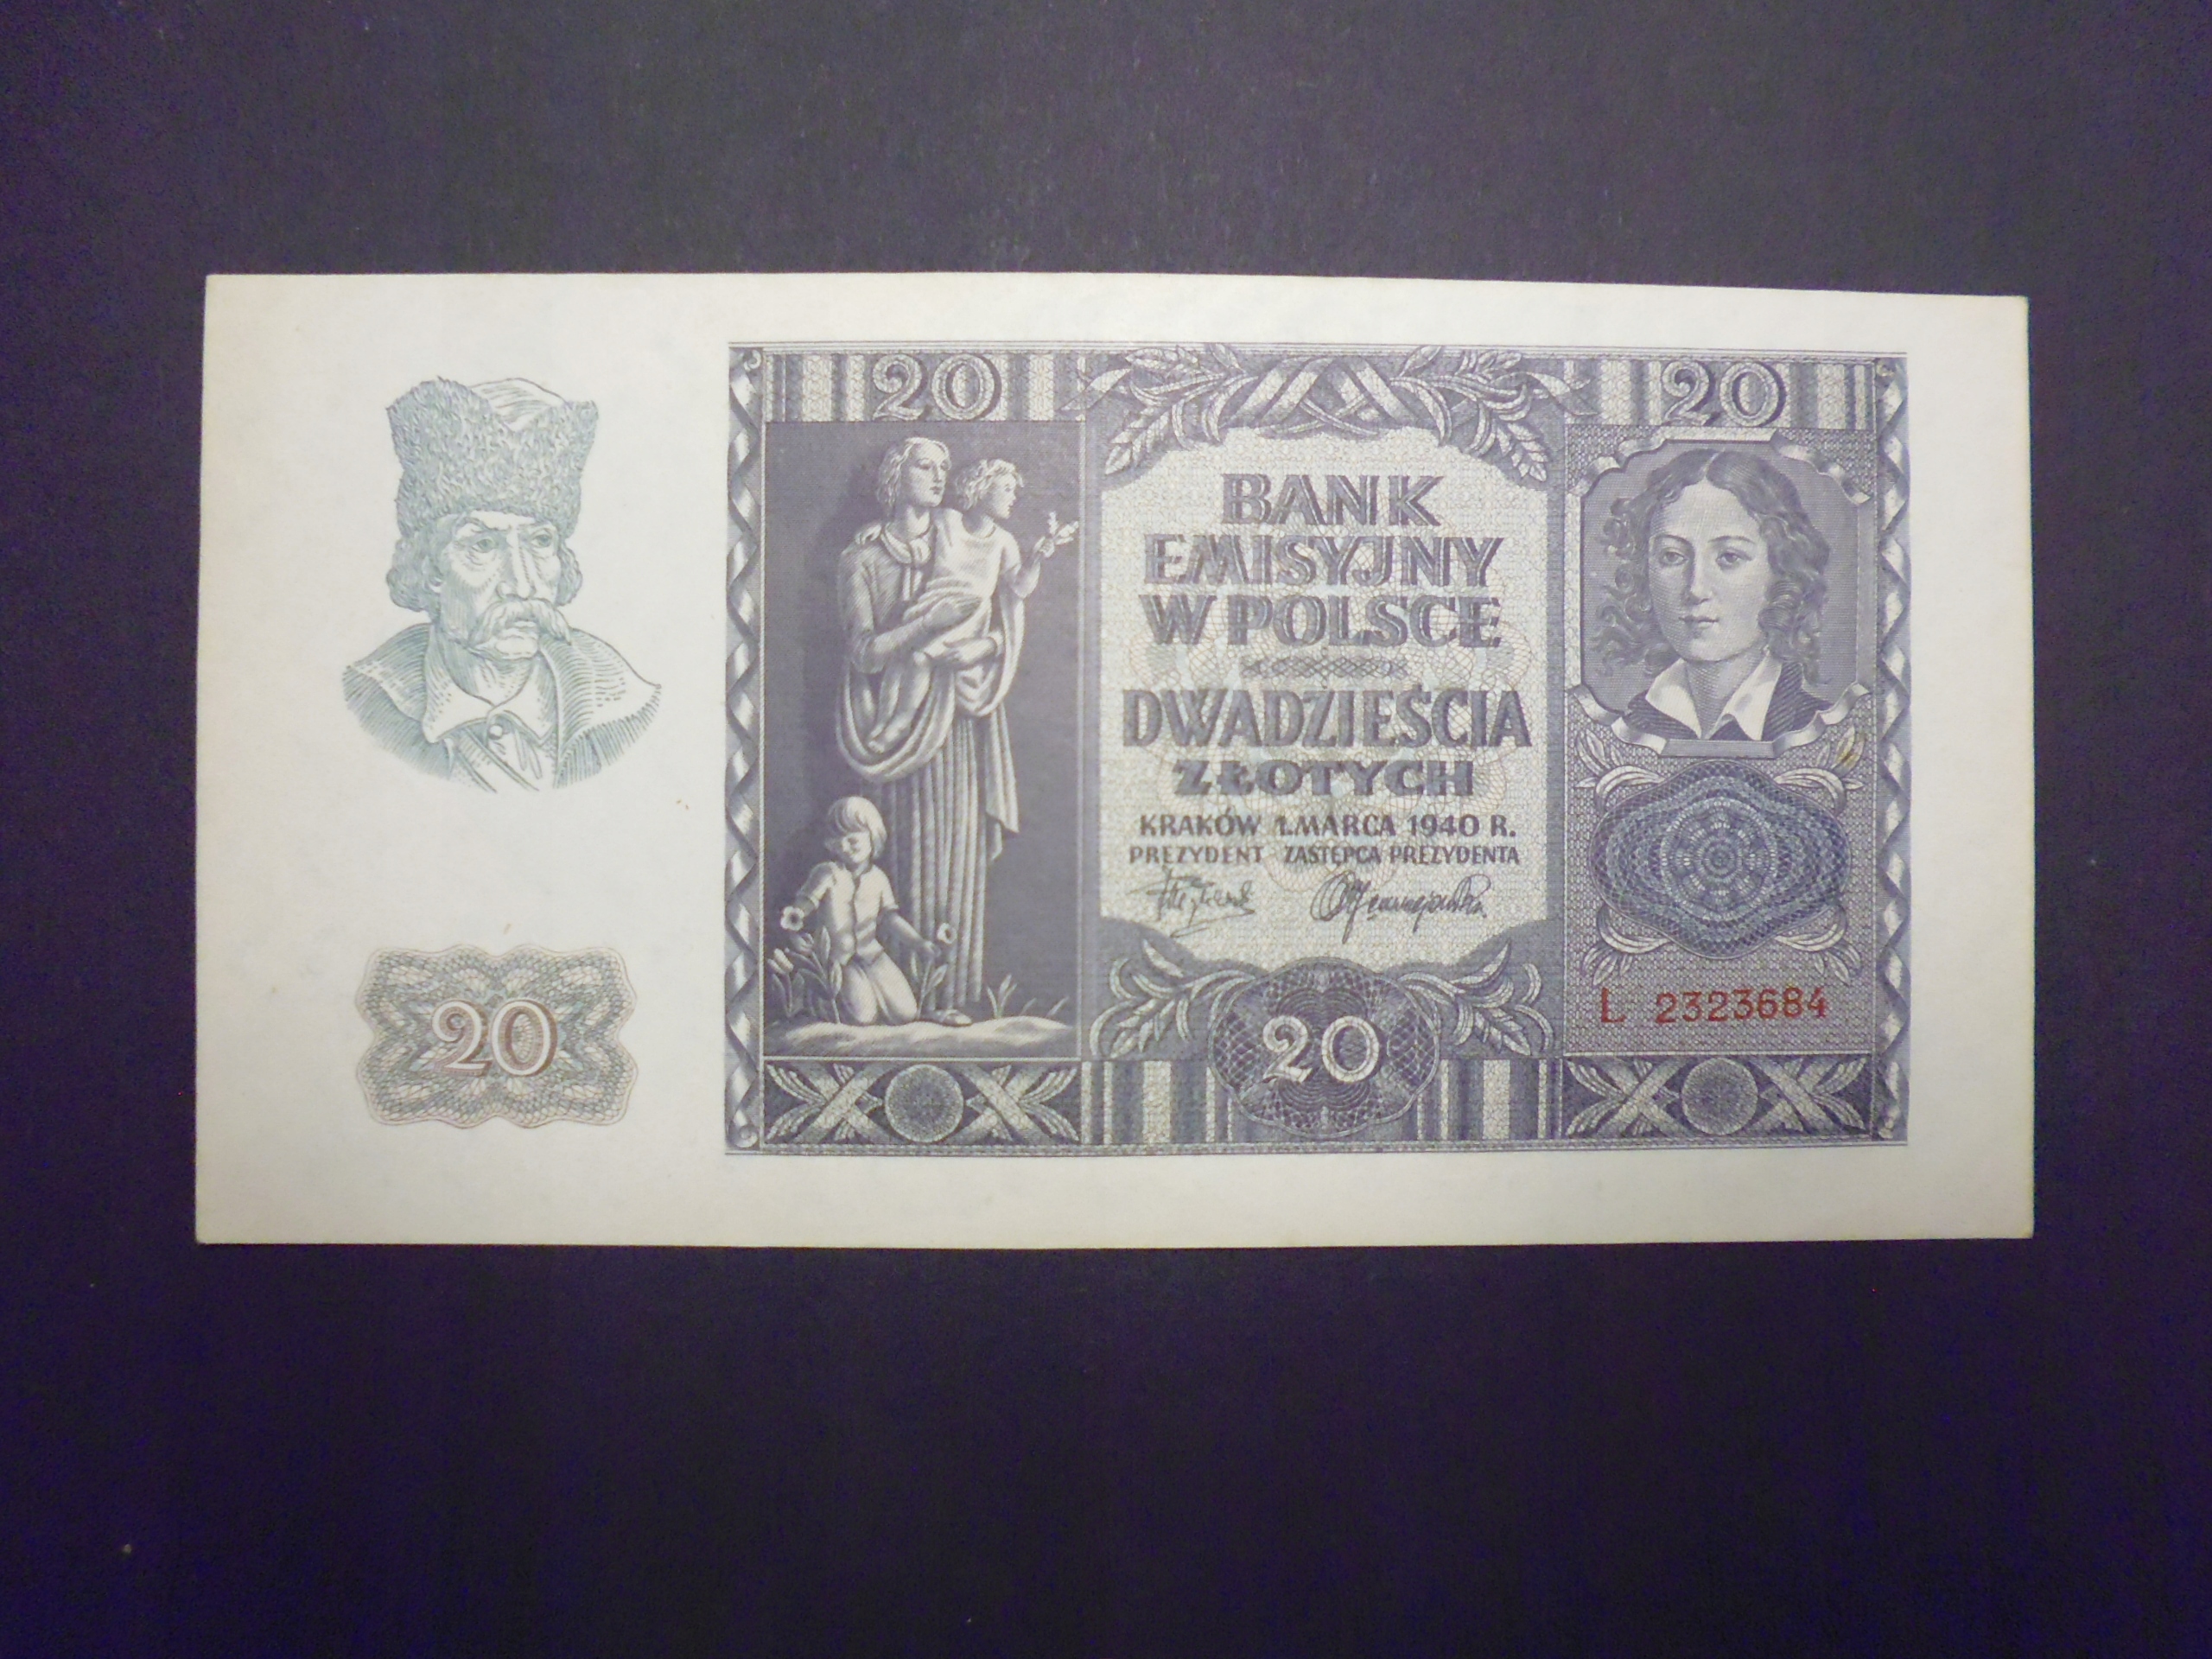 20
20
BANK
EMISYJNY
W POLSCE
DWADZIEŚCIA
ZŁOTYCH
KRAKÓW 1. MARCA 1940 R.
PREZYDENT ZASTĘPCA PREZYDENTA
L 2323684
20
20